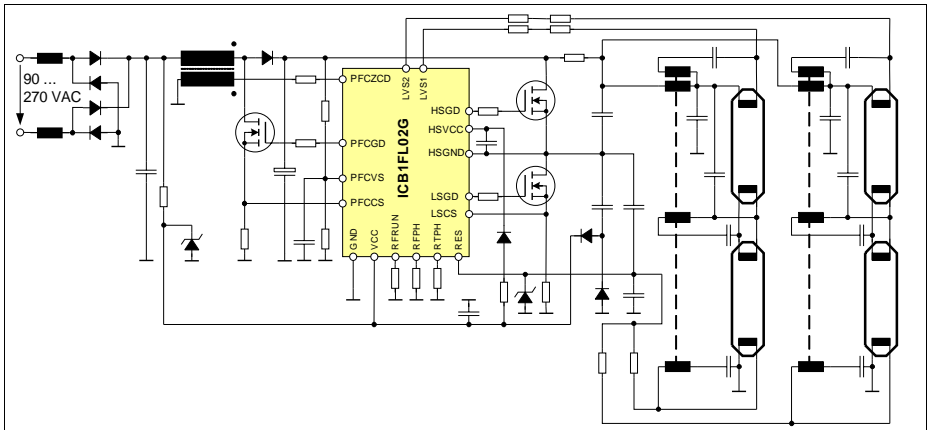 90 ...
270 VAC
PFCZCD
PFCGD
PFCVS
PFCCS
LVS2
LVS1
HSGD
HSVCC
HSGND
LSGD
LSCS
ICB1FL02G
GND
VCC
RFRUN
RFPH
RTPH
RES